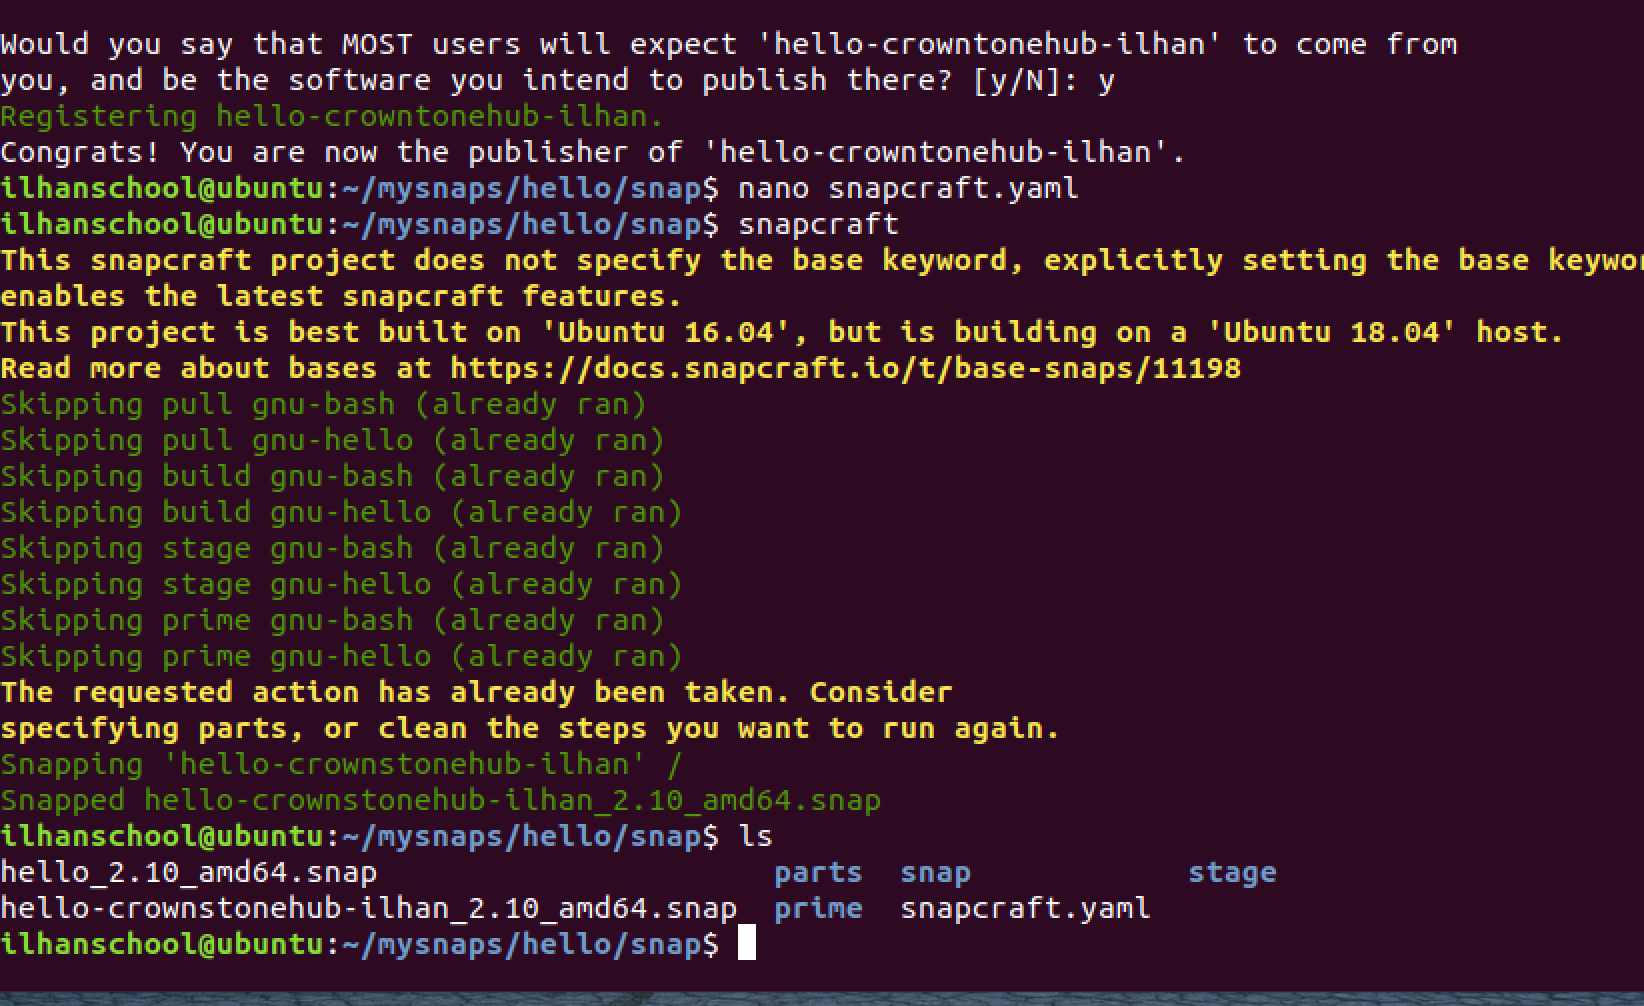 Would you say that MOST users will expect 'hello-crowntonehub-ilhan' to come from
you, and be the software you intend to publish there? [y/N]: y
Registering hello-crowntonehub-ilhan.
Congrats! You are now the publisher of 'hello-crowntonehub-ilhan'.
ilhanschool@ubuntu:~/mysnaps/hello/snap$ nano snapcraft.yaml
ilhanschool@ubuntu:~/mysnaps/hello/snap$ snapcraft
This snapcraft project does not specify the base keyword, explicitly setting the base keywor
enables the latest snapcraft features.
This project is best built on 'Ubuntu 16.04', but is building on a 'Ubuntu 18.04' host.
Read more about bases at https://docs.snapcraft.io/t/base-snaps/11198
Skipping pull gnu-bash (already ran)
Skipping pull gnu-hello (already ran)
Skipping build gnu-bash (already ran)
Skipping build gnu-hello (already ran)
Skipping stage gnu-bash (already ran)
Skipping stage gnu-hello (already ran)
Skipping prime gnu-bash (already ran)
Skipping prime gnu-hello (already ran)
The requested action has already been taken. Consider
specifying parts, or clean the steps you want to run again.
Snapping 'hello-crownstonehub-ilhan' /
Snapped hello-crownstonehub-ilhan_2.10_amd64.snap
ilhanschool@ubuntu:~/mysnaps/hello/snap$ ls
hello_2.10_amd64.snap parts snap stage
hello-crownstonehub-ilhan_2.10_amd64.snap prime snapcraft.yaml
ilhanschool@ubuntu:~/mysnaps/hello/snap$